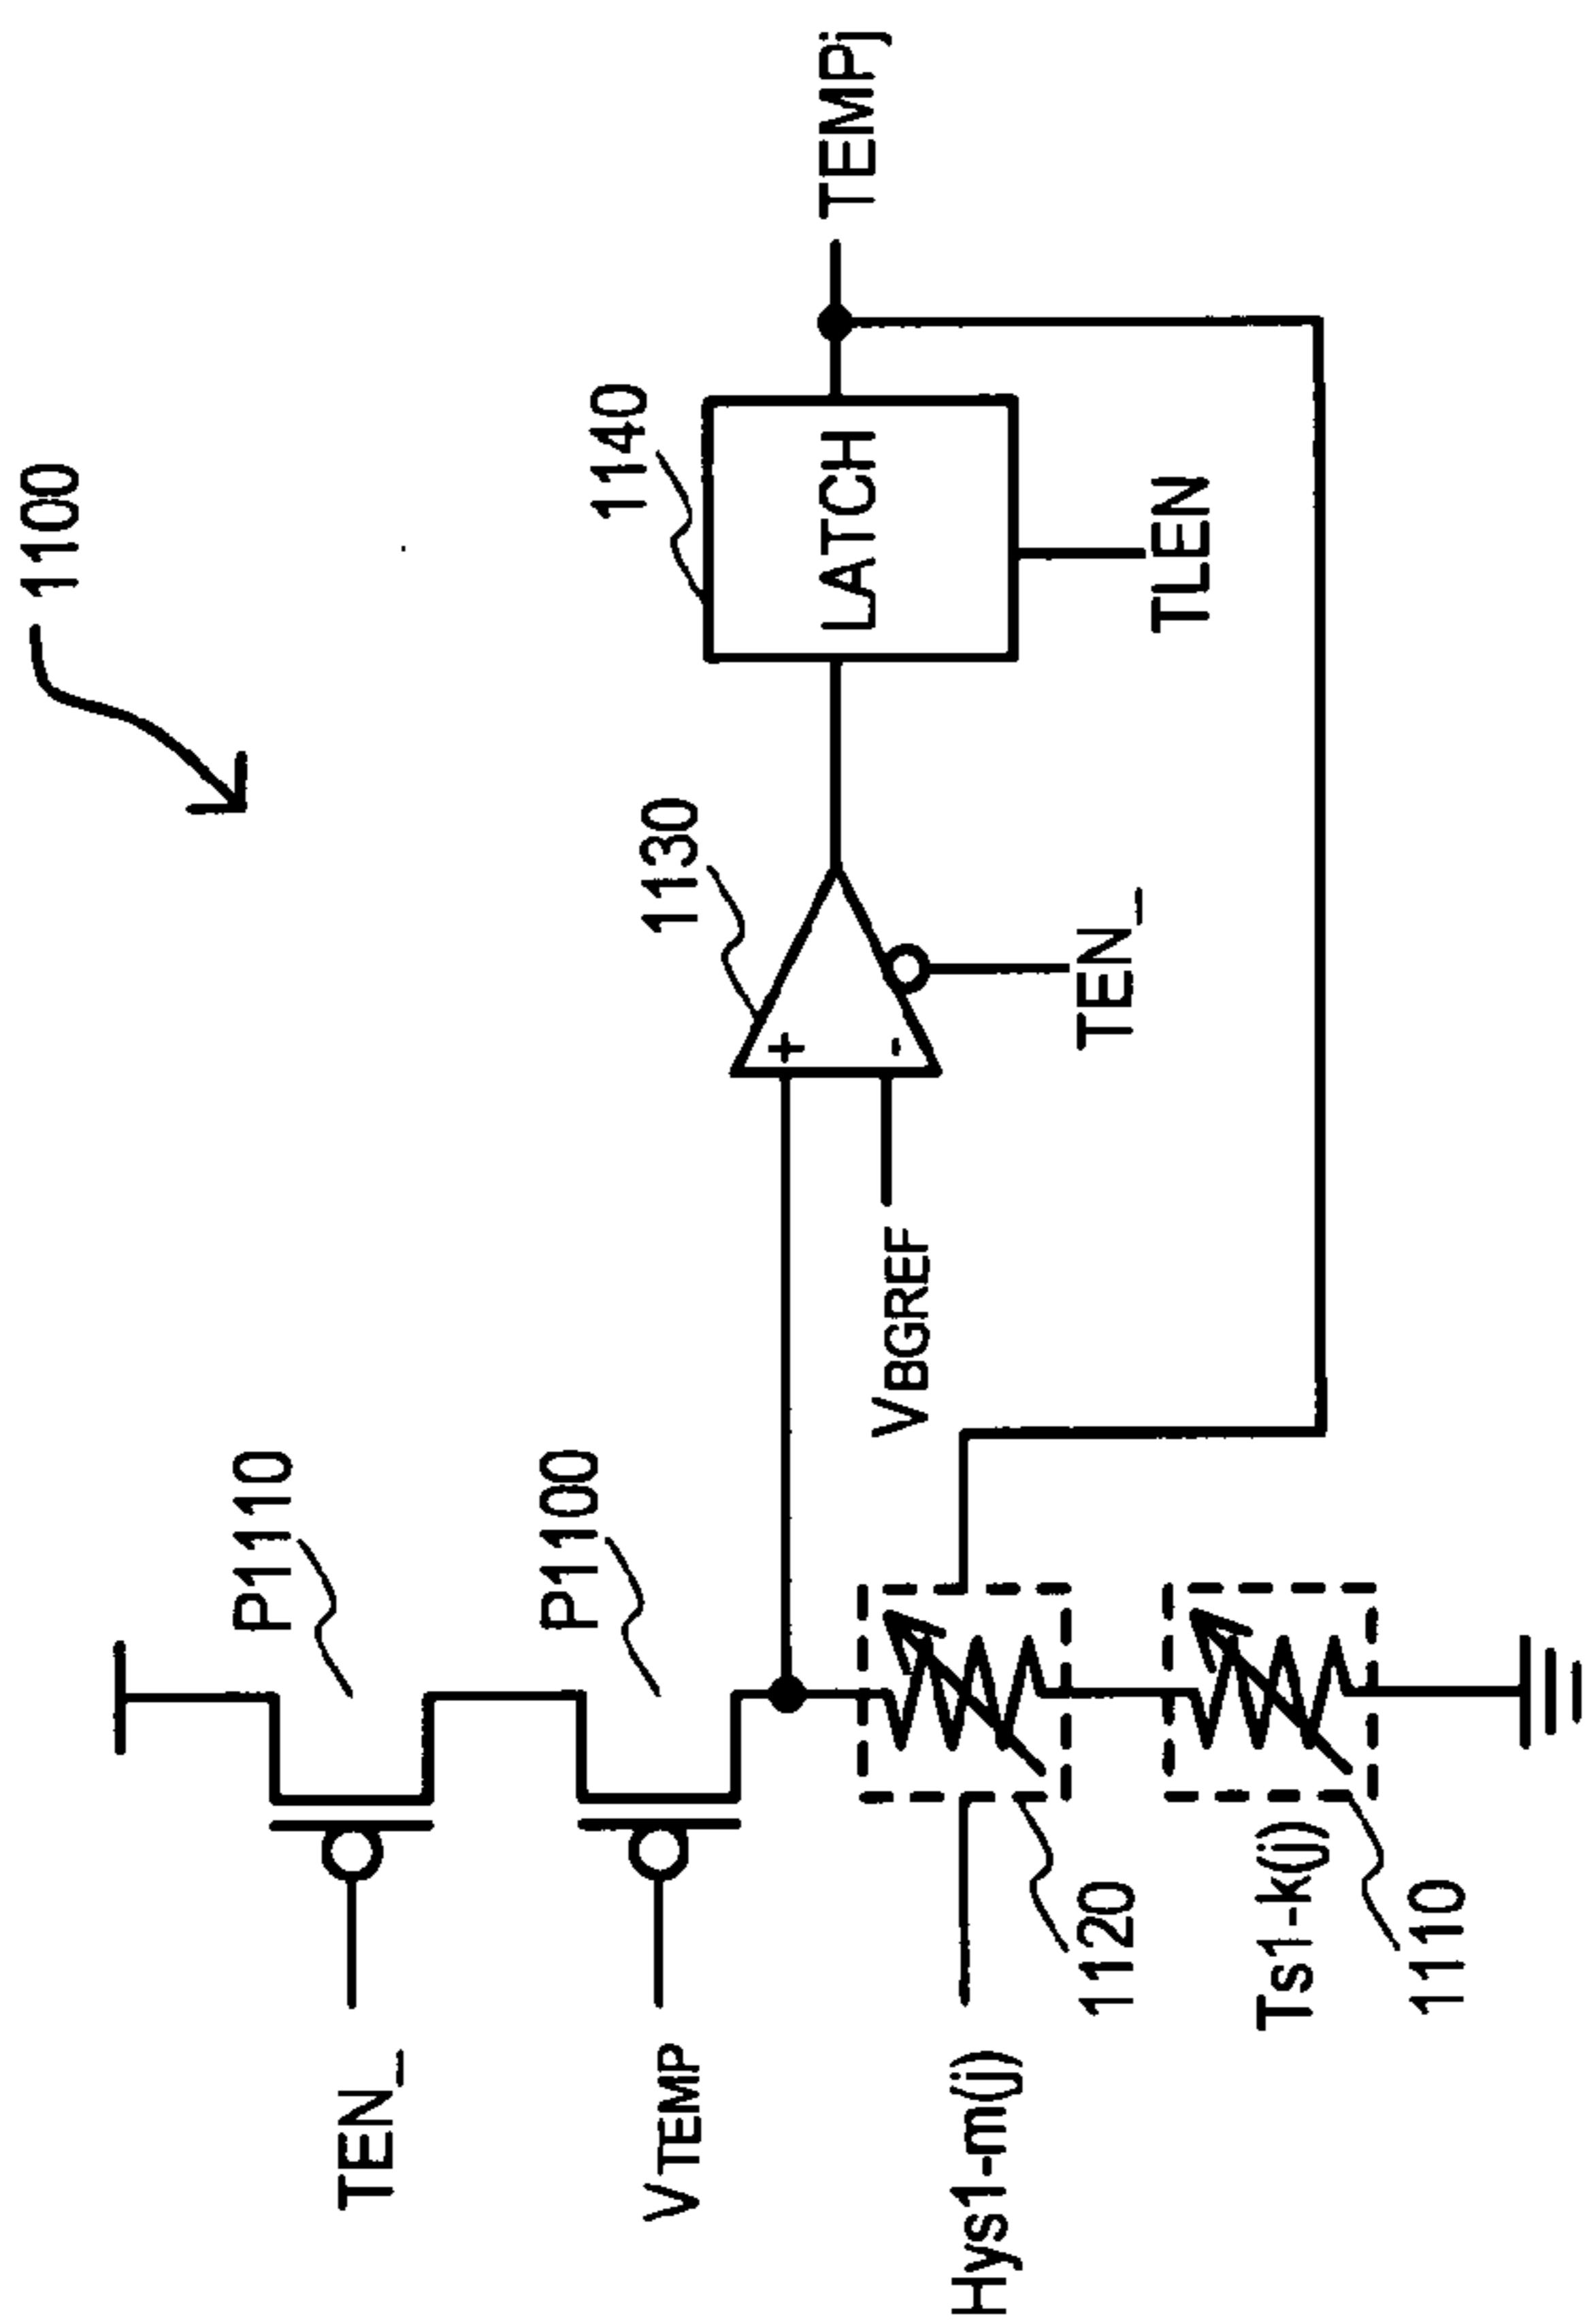 1100
TEN_
P1110
VTEMP
P1100
1130
+
-
VBGREF
TEN_
1140
LATCH
TLEN
TEMPj
Hys1-m(j)
1120
Ts1-k(j)
1110